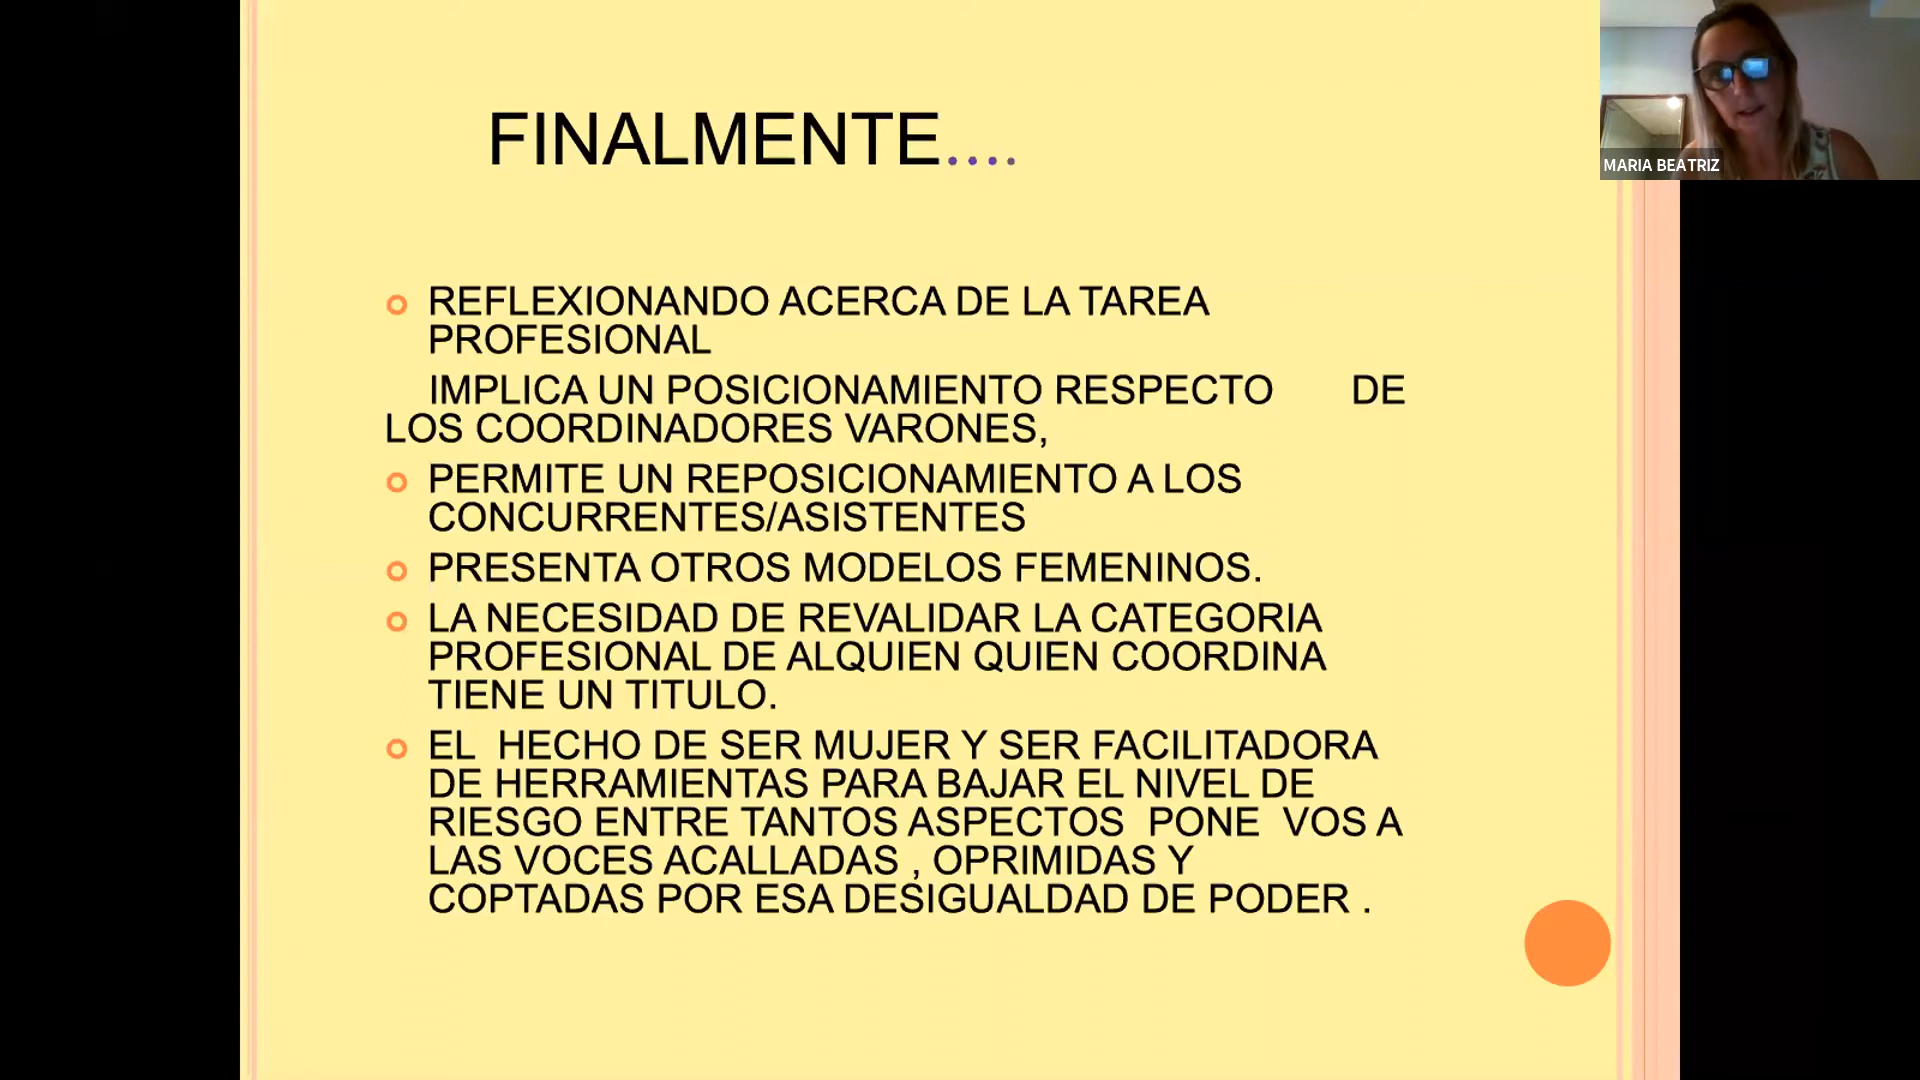 FINALMENTE....
MARIA BEATRIZ
REFLEXIONANDO ACERCA DE LA TAREA
PROFESIONAL
IMPLICA UN POSICIONAMIENTO RESPECTO DE
LOS COORDINADORES VARONES,
PERMITE UN REPOSICIONAMIENTO A LOS
CONCURRENTES/ASISTENTES
PRESENTA OTROS MODELOS FEMENINOS.
LA NECESIDAD DE REVALIDAR LA CATEGORIA
PROFESIONAL DE ALQUIEN QUIEN COORDINA
TIENE UN TITULO.
EL HECHO DE SER MUJER Y SER FACILITADORA
DE HERRAMIENTAS PARA BAJAR EL NIVEL DE
RIESGO ENTRE TANTOS ASPECTOS PONE VOS A
LAS VOCES ACALLADAS , OPRIMIDAS Y
COPTADAS POR ESA DESIGUALDAD DE PODER .